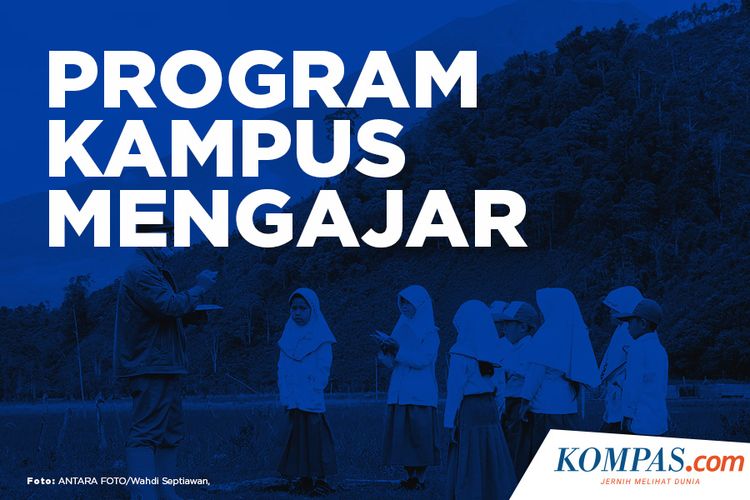 PROGRAM
KAMPUS
MENGAJAR
Foto: ANTARA FOTO/Wahdi Septiawan,
KOMPAS.com
JERNIH MELIHAT DUNIA